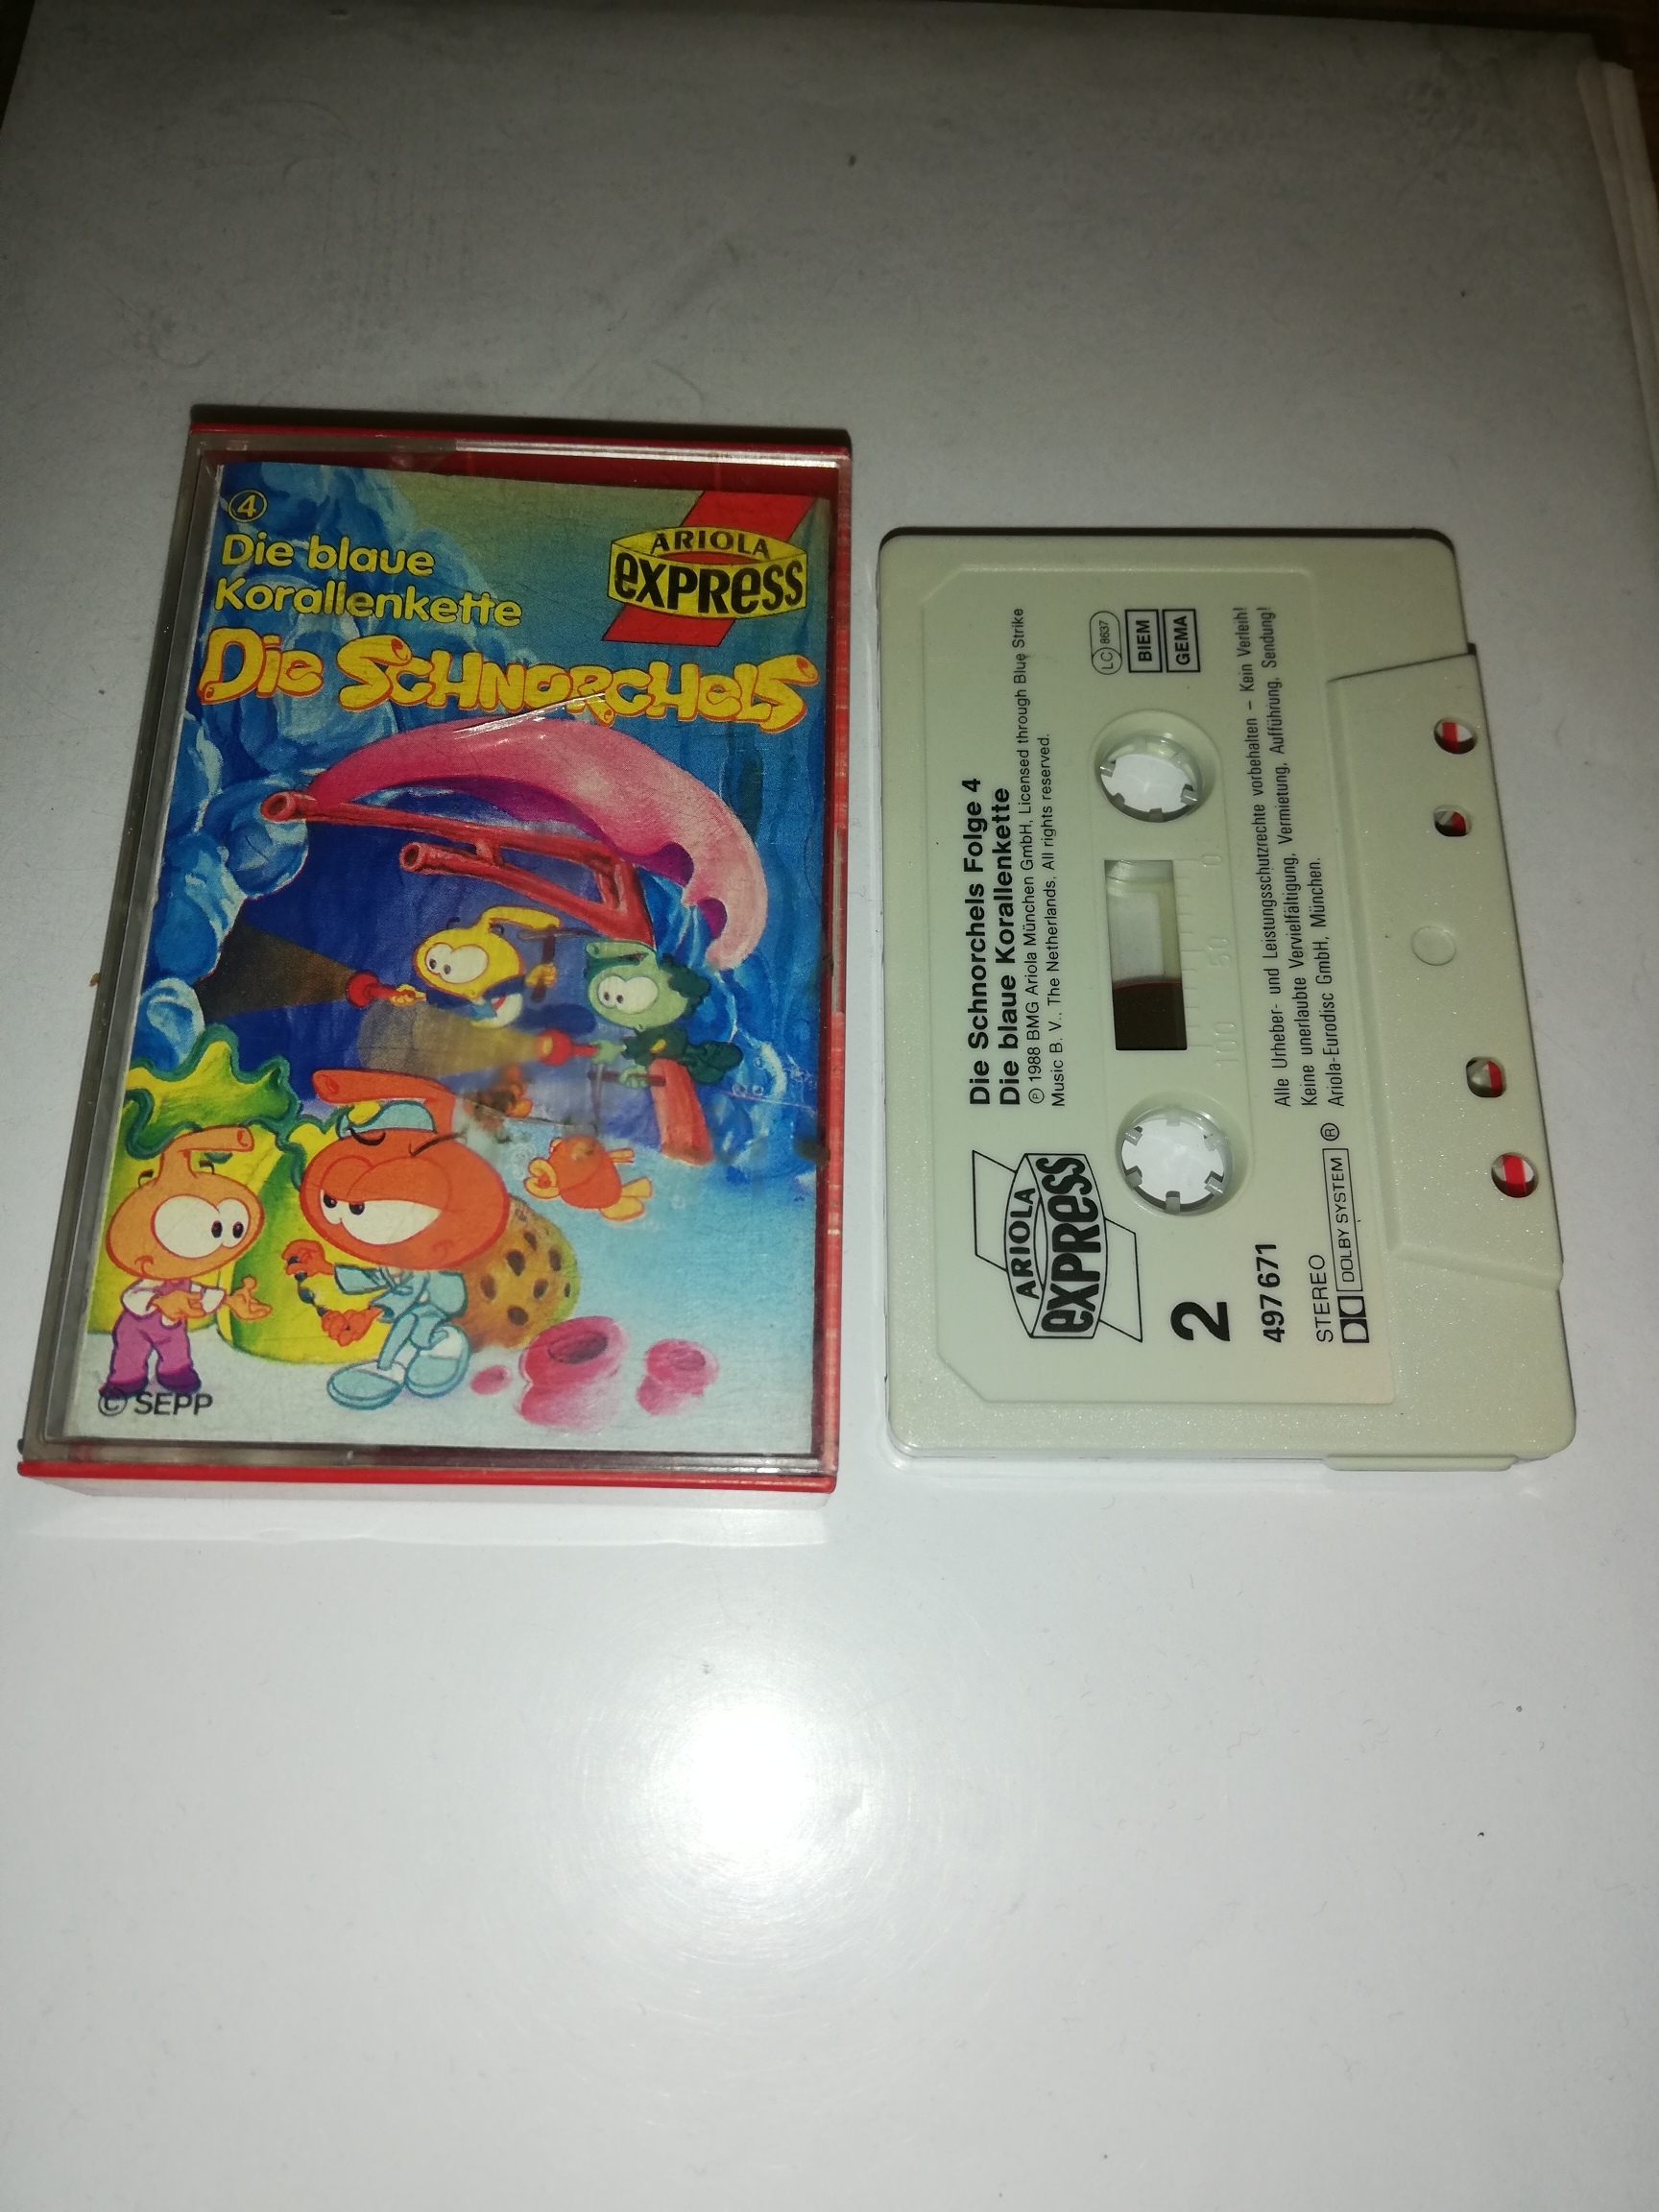 4
Die blaue
Korallenkette
ARIOLA
eXPRess
Die SCHNORCHELS
© SEPP
Die Schnorchels Folge 4
Die blaue Korallenkette
℗ 1988 BMG Ariola München GmbH, Licensed through Blue Strike
Music B. V., The Netherlands, All rights reserved.
LC 8637
BIEM
GEMA
ARIOLA
eXPRess
100 50 0
2
497 671
STEREO
DOLBY SYSTEM ®
Alle Urheber- und Leistungsschutzrechte vorbehalten – Kein Verleih!
Keine unerlaubte Vervielfältigung, Vermietung, Aufführung, Sendung!
Ariola-Eurodisc GmbH, München.